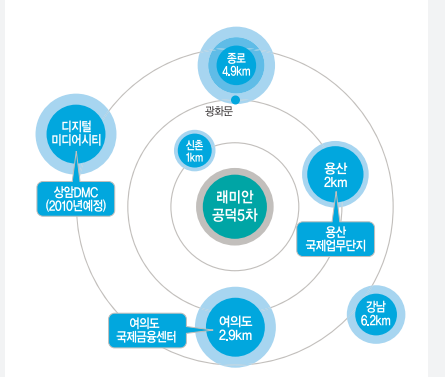 종로
4.9km
광화문
디지털
미디어시티
신촌
1km
상암DMC
(2010년예정)
래미안
공덕5차
용산
2km
용산
국제업무단지
여의도
국제금융센터
여의도
2.9km
강남
6.2km